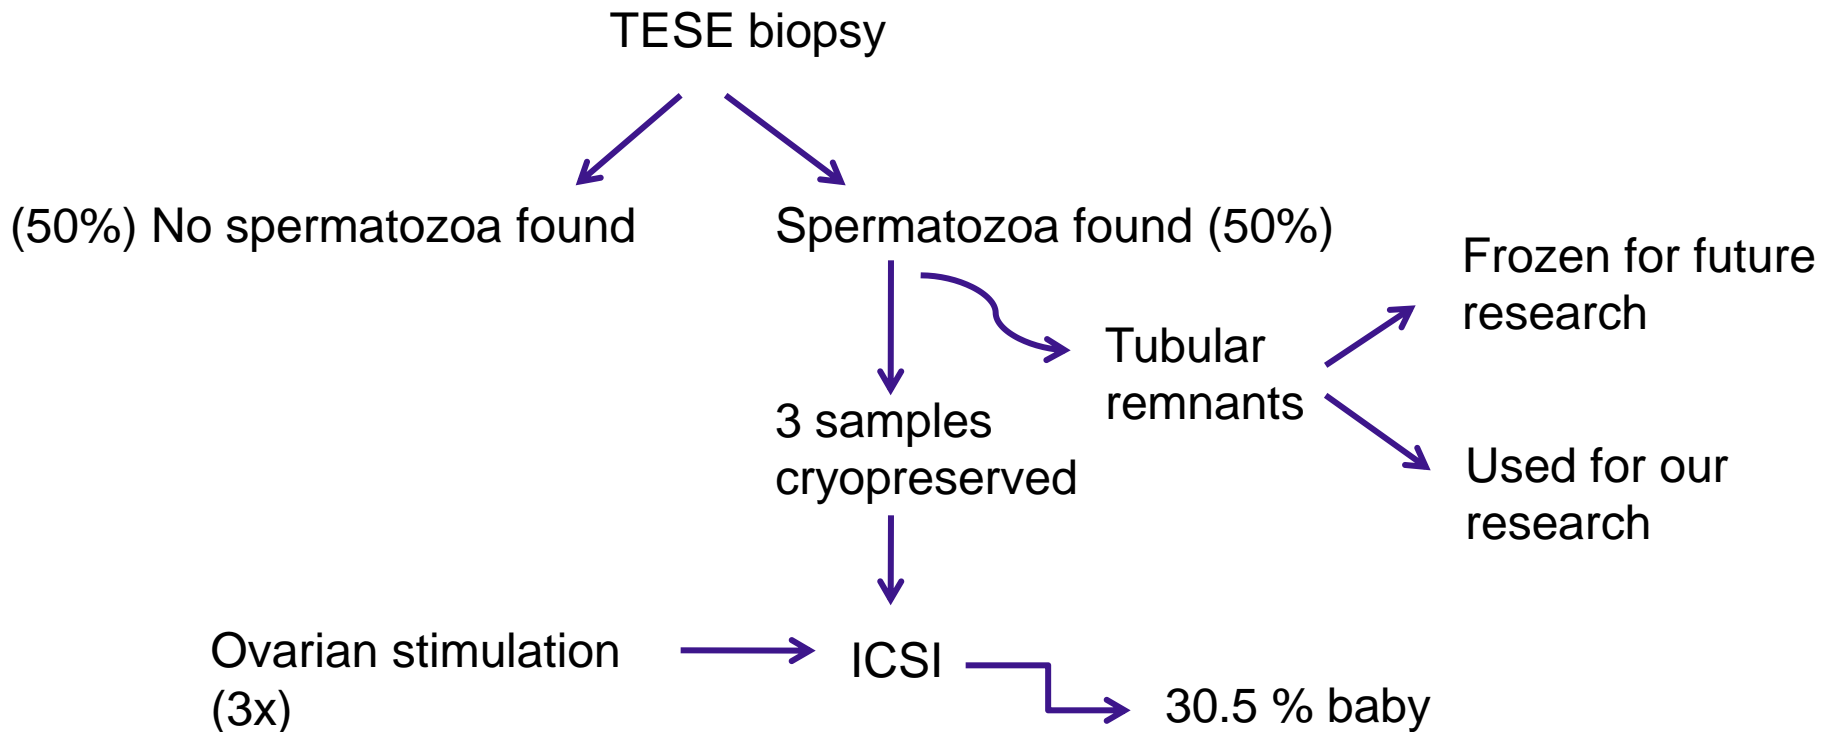 TESE biopsy
(50%) No spermatozoa found
Spermatozoa found (50%)
Frozen for future
research
Tubular
remnants
3 samples
cryopreserved
Used for our
research
Ovarian stimulation
(3x)
ICSI
30.5 % baby